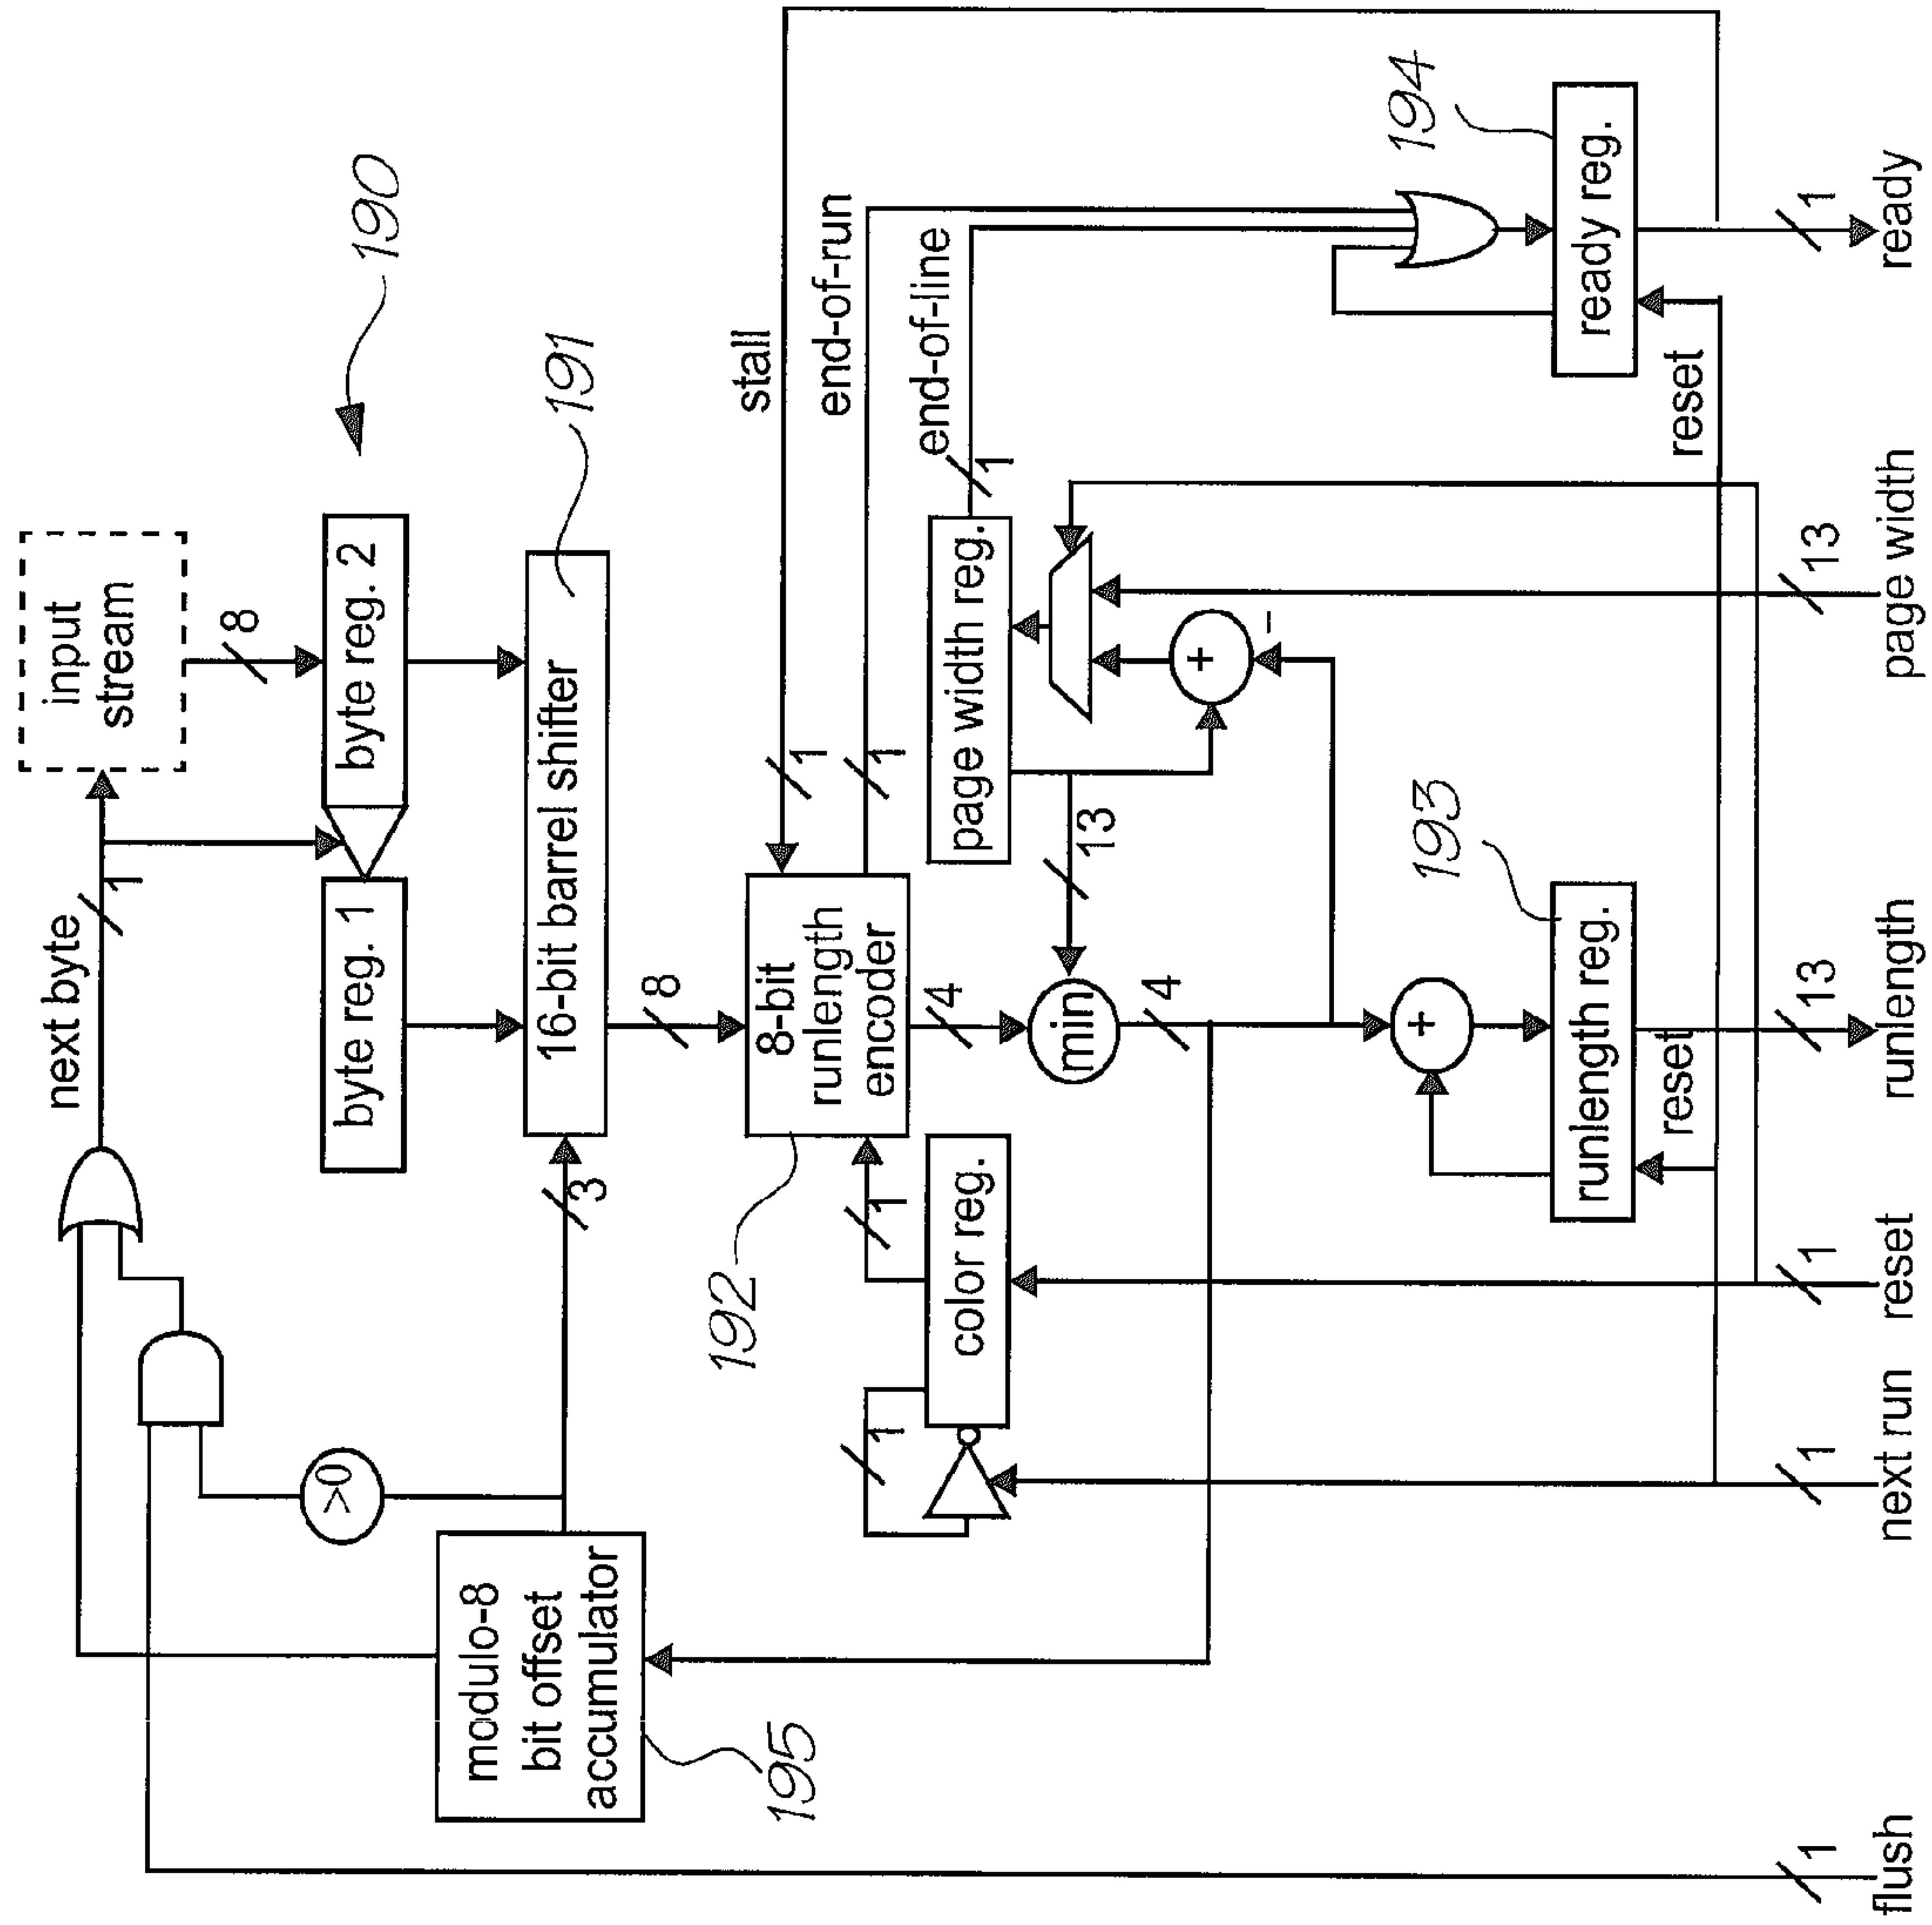 190
input
stream
next byte
1
8
byte reg. 1
byte reg. 2
191
16-bit barrel shifter
>0
3
modulo-8
bit offset
accumulator
195
8
stall
1
192
8-bit
runlength
encoder
end-of-run
1
1
1
color reg.
4
min
13
page width reg.
end-of-line
1
4
+
−
+
193
runlength reg.
reset
194
ready reg.
reset
1
flush
1
next run
1
reset
13
runlength
13
page width
1
ready